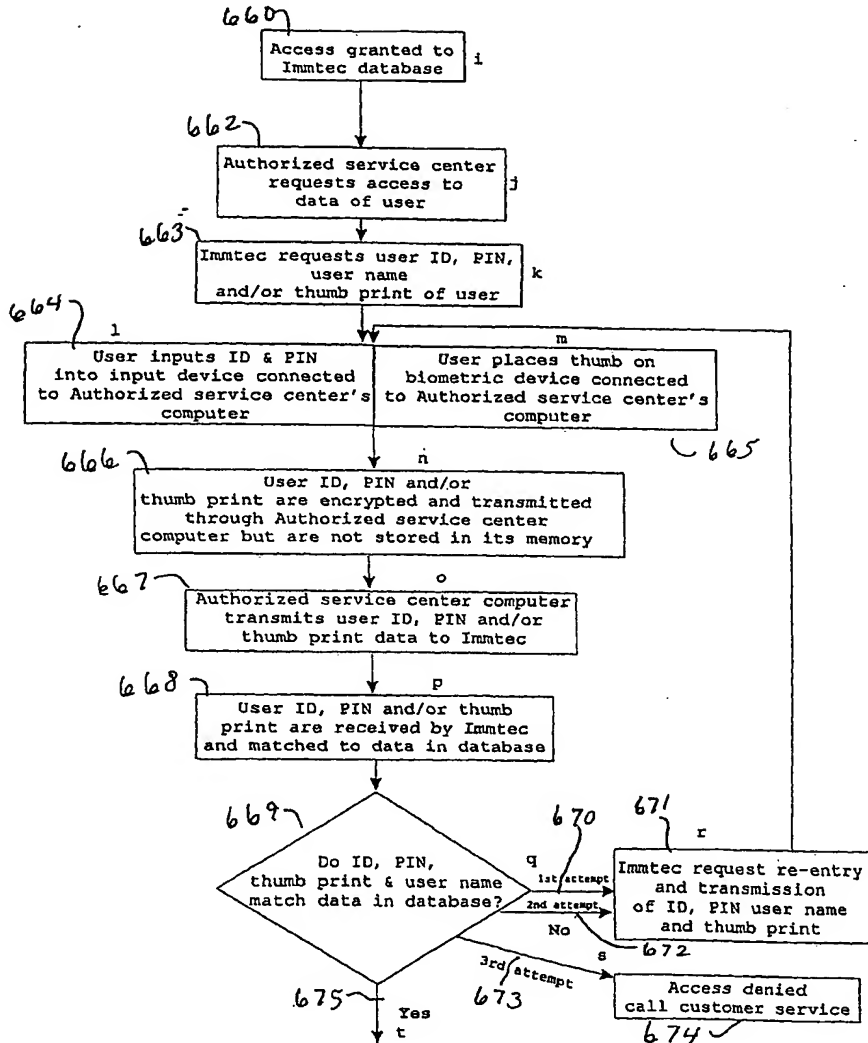 660
Access granted to
Immtec database
i
662
Authorized service center
requests access to
data of user
j
663
Immtec requests user ID, PIN,
user name
and/or thumb print of user
k
664
l
User inputs ID & PIN
into input device connected
to Authorized service center's
computer
m
User places thumb on
biometric device connected
to Authorized service center's
computer
665
666
n
User ID, PIN and/or
thumb print are encrypted and transmitted
through Authorized service center
computer but are not stored in its memory
667
o
Authorized service center computer
transmits user ID, PIN and/or
thumb print data to Immtec
668
p
User ID, PIN and/or thumb
print are received by Immtec
and matched to data in database
669
Do ID, PIN,
thumb print & user name
match data in database?
q
670
1st attempt
2nd attempt
No
672
671
r
Immtec request re-entry
and transmission
of ID, PIN user name
and thumb print
s
3rd attempt
673
Access denied
call customer service
674
675
Yes
t